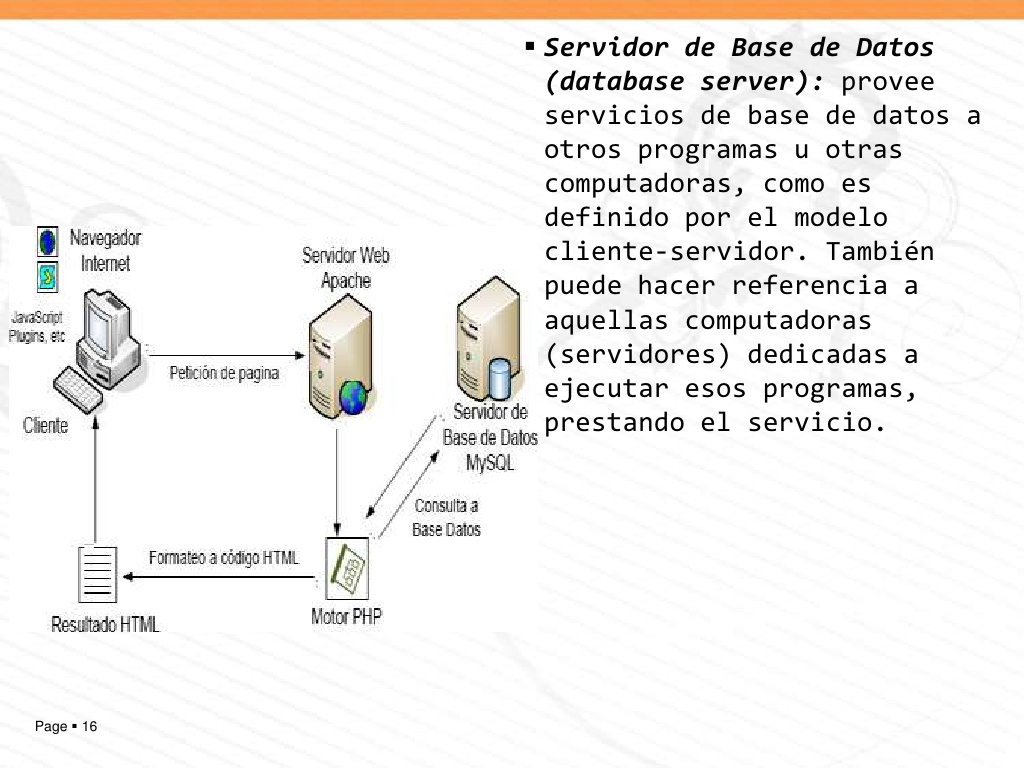 ▪ Servidor de Base de Datos
(database server): provee
servicios de base de datos a
otros programas u otras
computadoras, como es
definido por el modelo
cliente-servidor. También
puede hacer referencia a
aquellas computadoras
(servidores) dedicadas a
ejecutar esos programas,
prestando el servicio.
Navegador
Internet
JavaScript
Plugins, etc
Cliente
Petición de pagina
Servidor Web
Apache
Servidor de
Base de Datos
MySQL
Consulta a
Base Datos
Formateo a código HTML
Motor PHP
Resultado HTML
Page ▪ 16